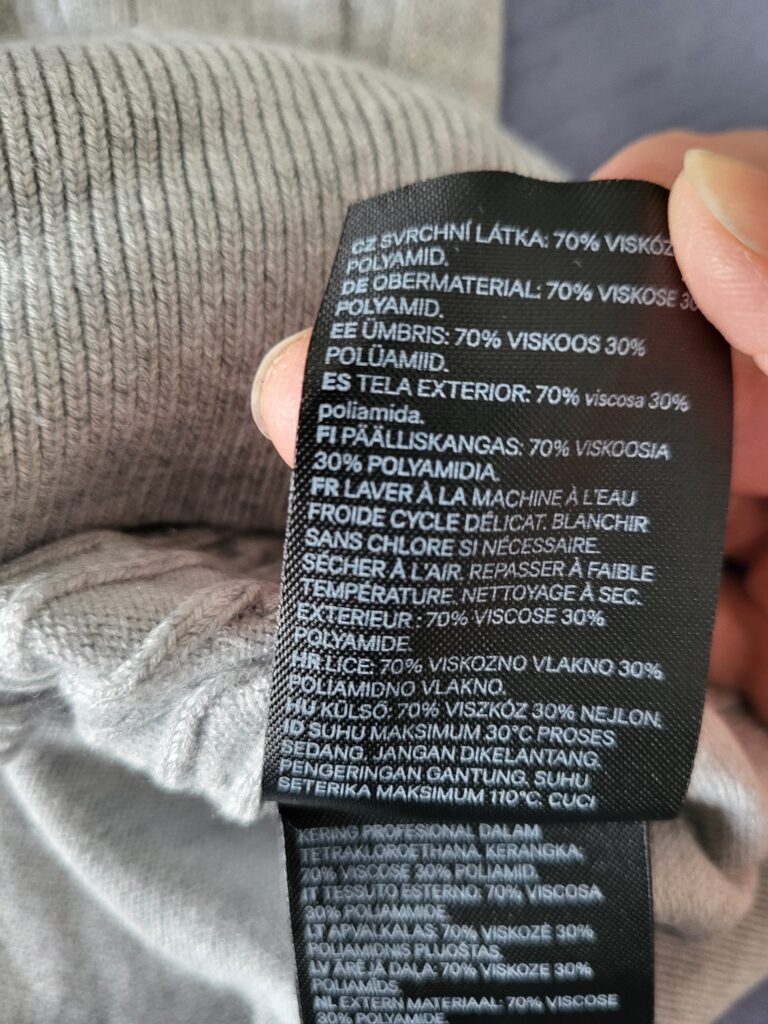 CZ SVRCHNÍ LÁTKA: 70% VISKÓZ
POLYAMID.
DE OBERMATERIAL: 70% VISKOSE 30
POLYAMID.
EE ÜMBRIS: 70% VISKOOS 30%
POLÜAMIID.
ES TELA EXTERIOR: 70% viscosa 30%
poliamida.
FI PÄÄLLISKANGAS: 70% VISKOOSIA
30% POLYAMIDIA.
FR LAVER À LA MACHINE À L'EAU
FROIDE CYCLE DÉLICAT. BLANCHIR
SANS CHLORE SI NÉCESSAIRE.
SÉCHER À L'AIR. REPASSER À FAIBLE
TEMPÉRATURE. NETTOYAGE À SEC.
EXTERIEUR : 70% VISCOSE 30%
POLYAMIDE.
HR LICE: 70% VISKOZNO VLAKNO 30%
POLIAMIDNO VLAKNO.
HU KÜLSŐ: 70% VISZKÓZ 30% NEJLON.
ID SUHU MAKSIMUM 30°C PROSES
SEDANG. JANGAN DIKELANTANG.
PENGERINGAN GANTUNG. SUHU
SETERIKA MAKSIMUM 110°C. CUCI
KERING PROFESIONAL DALAM
TETRAKLOROETHANA. KERANGKA:
70% VISCOSE 30% POLIAMID.
IT TESSUTO ESTERNO: 70% VISCOSA
30% POLIAMMIDE.
LT APVALKALAS: 70% VISKOZĖ 30%
POLIAMIDNIS PLUOŠTAS.
LV ĀRĒJĀ DAĻA: 70% VISKOZE 30%
POLIAMĪDS.
NL EXTERN MATERIAAL: 70% VISCOSE
30% POLYAMIDE.